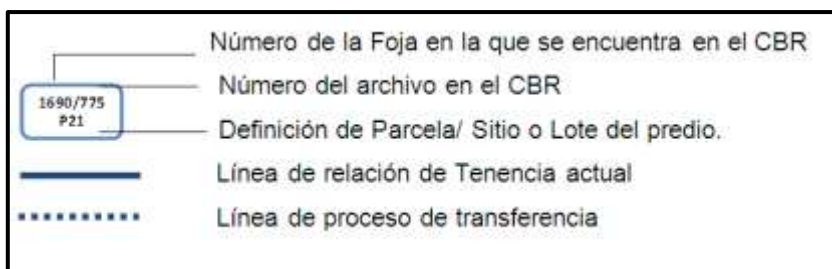 Número de la Foja en la que se encuentra en el CBR
Número del archivo en el CBR
1690/775
P21
Definición de Parcela/ Sitio o Lote del predio.
Línea de relación de Tenencia actual
Línea de proceso de transferencia